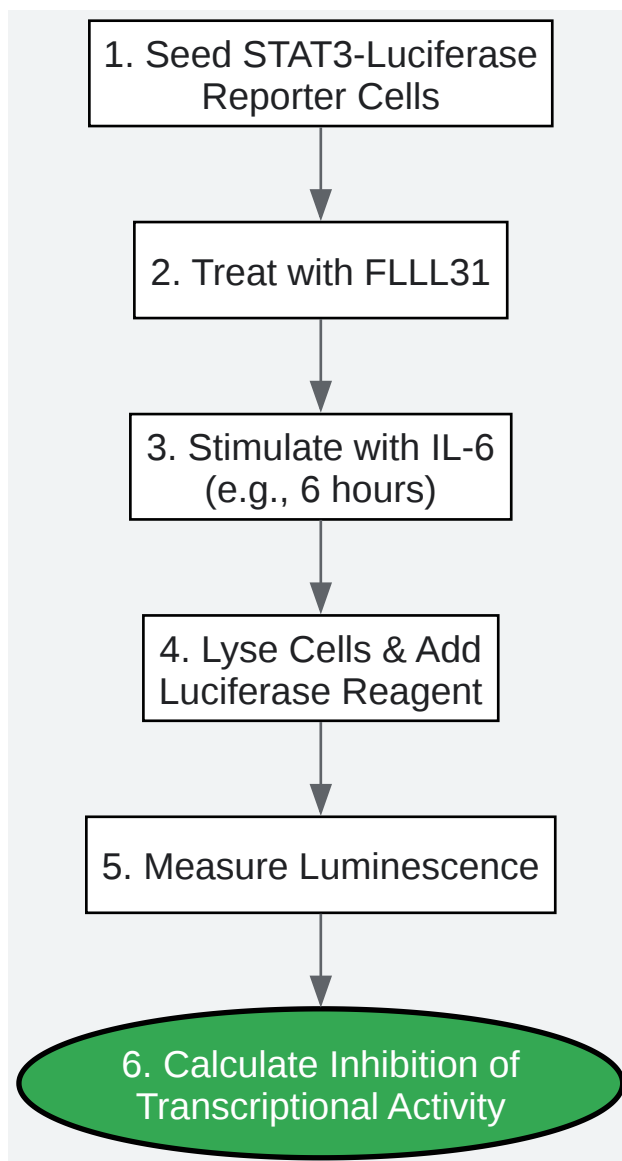 1. Seed STAT3-Luciferase
Reporter Cells
2. Treat with FLLL31
3. Stimulate with IL-6
(e.g., 6 hours)
4. Lyse Cells & Add
Luciferase Reagent
5. Measure Luminescence
6. Calculate Inhibition of
Transcriptional Activity